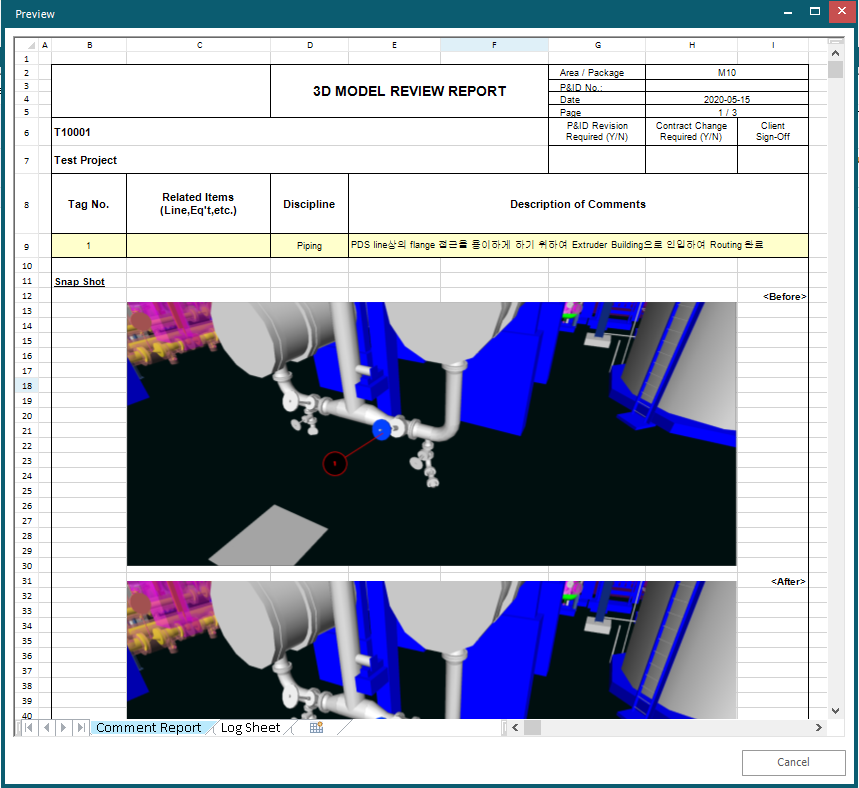 Preview
A B C D E F G H I
1
2 Area / Package M10
3 3D MODEL REVIEW REPORT P&ID No.:
4 Date 2020-05-15
5 Page 1 / 3
6 T10001 P&ID Revision Required (Y/N) Contract Change Required (Y/N) Client Sign-Off
7 Test Project
8 Tag No. Related Items (Line,Eq't,etc.) Discipline Description of Comments
9 1 Piping PDS line상의 flange 접근을 용이하게 하기 위하여 Extruder Building으로 인입하여 Routing 완료
10
11 Snap Shot
12 <Before>
13
14
15
16
17
18
19
20
21
22
23
24
25
26
27
28
29
30
31 <After>
32
33
34
35
36
37
38
39
40
Comment Report Log Sheet
Cancel